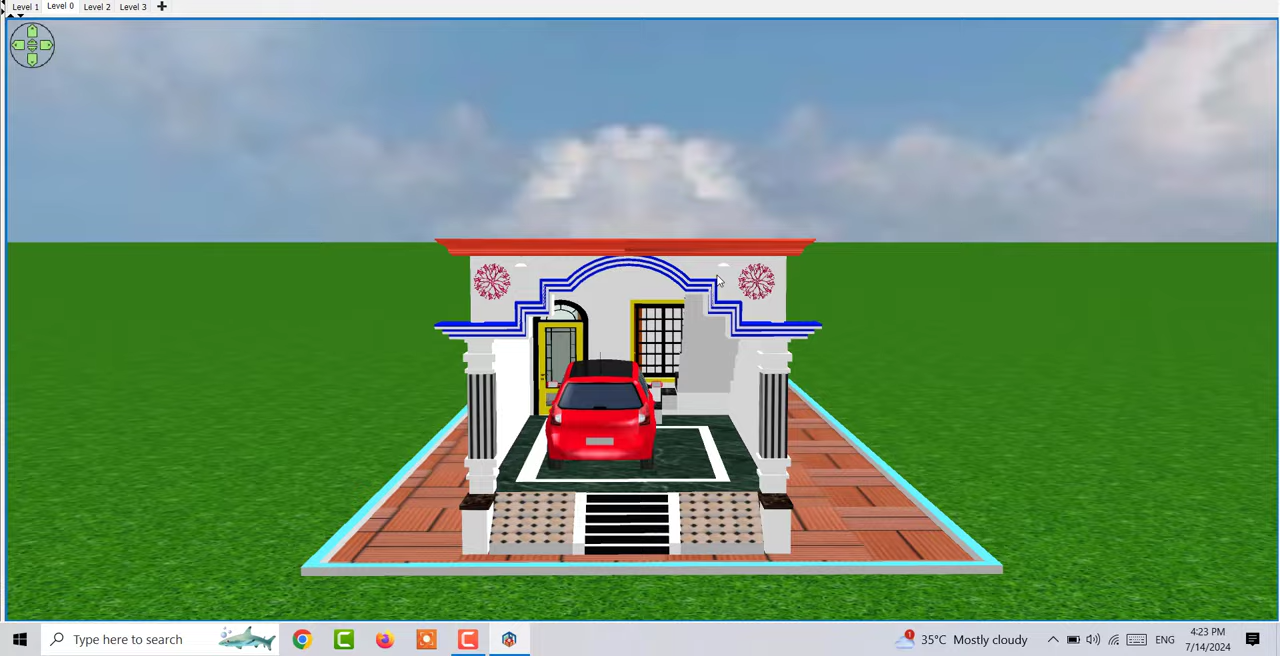 Level 1 Level 0 Level 2 Level 3
Type here to search
35°C Mostly cloudy
ENG
4:23 PM
7/14/2024
1